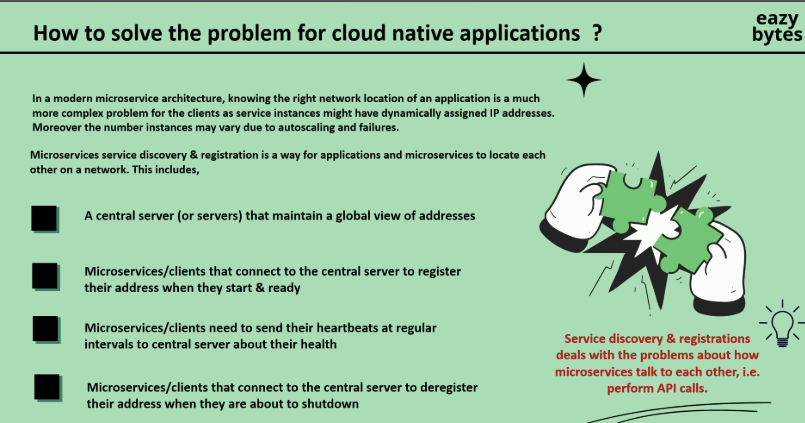 How to solve the problem for cloud native applications ?
eazy
bytes
In a modern microservice architecture, knowing the right network location of an application is a much
more complex problem for the clients as service instances might have dynamically assigned IP addresses.
Moreover the number instances may vary due to autoscaling and failures.
Microservices service discovery & registration is a way for applications and microservices to locate each
other on a network. This includes,
A central server (or servers) that maintain a global view of addresses
Microservices/clients that connect to the central server to register
their address when they start & ready
Microservices/clients need to send their heartbeats at regular
intervals to central server about their health
Microservices/clients that connect to the central server to deregister
their address when they are about to shutdown
Service discovery & registrations
deals with the problems about how
microservices talk to each other, i.e.
perform API calls.